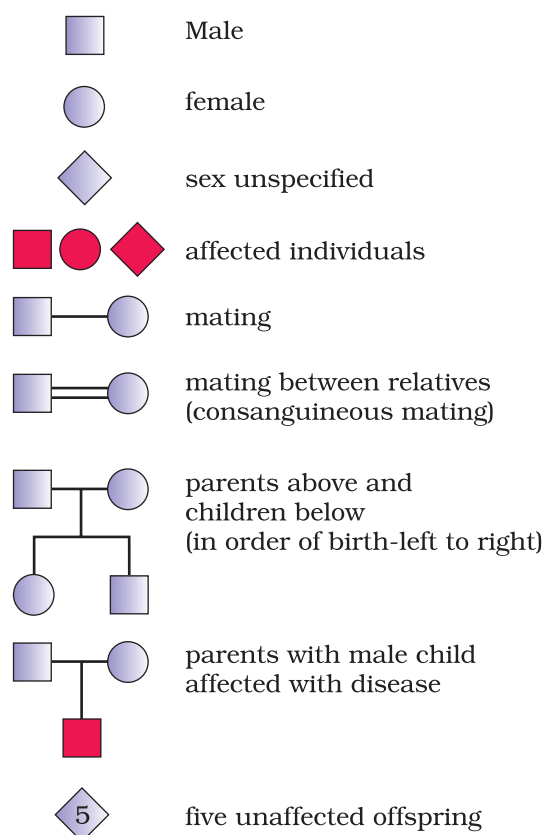 Male
female
sex unspecified
affected individuals
mating
mating between relatives
(consanguineous mating)
parents above and
children below
(in order of birth-left to right)
parents with male child
affected with disease
5 five unaffected offspring